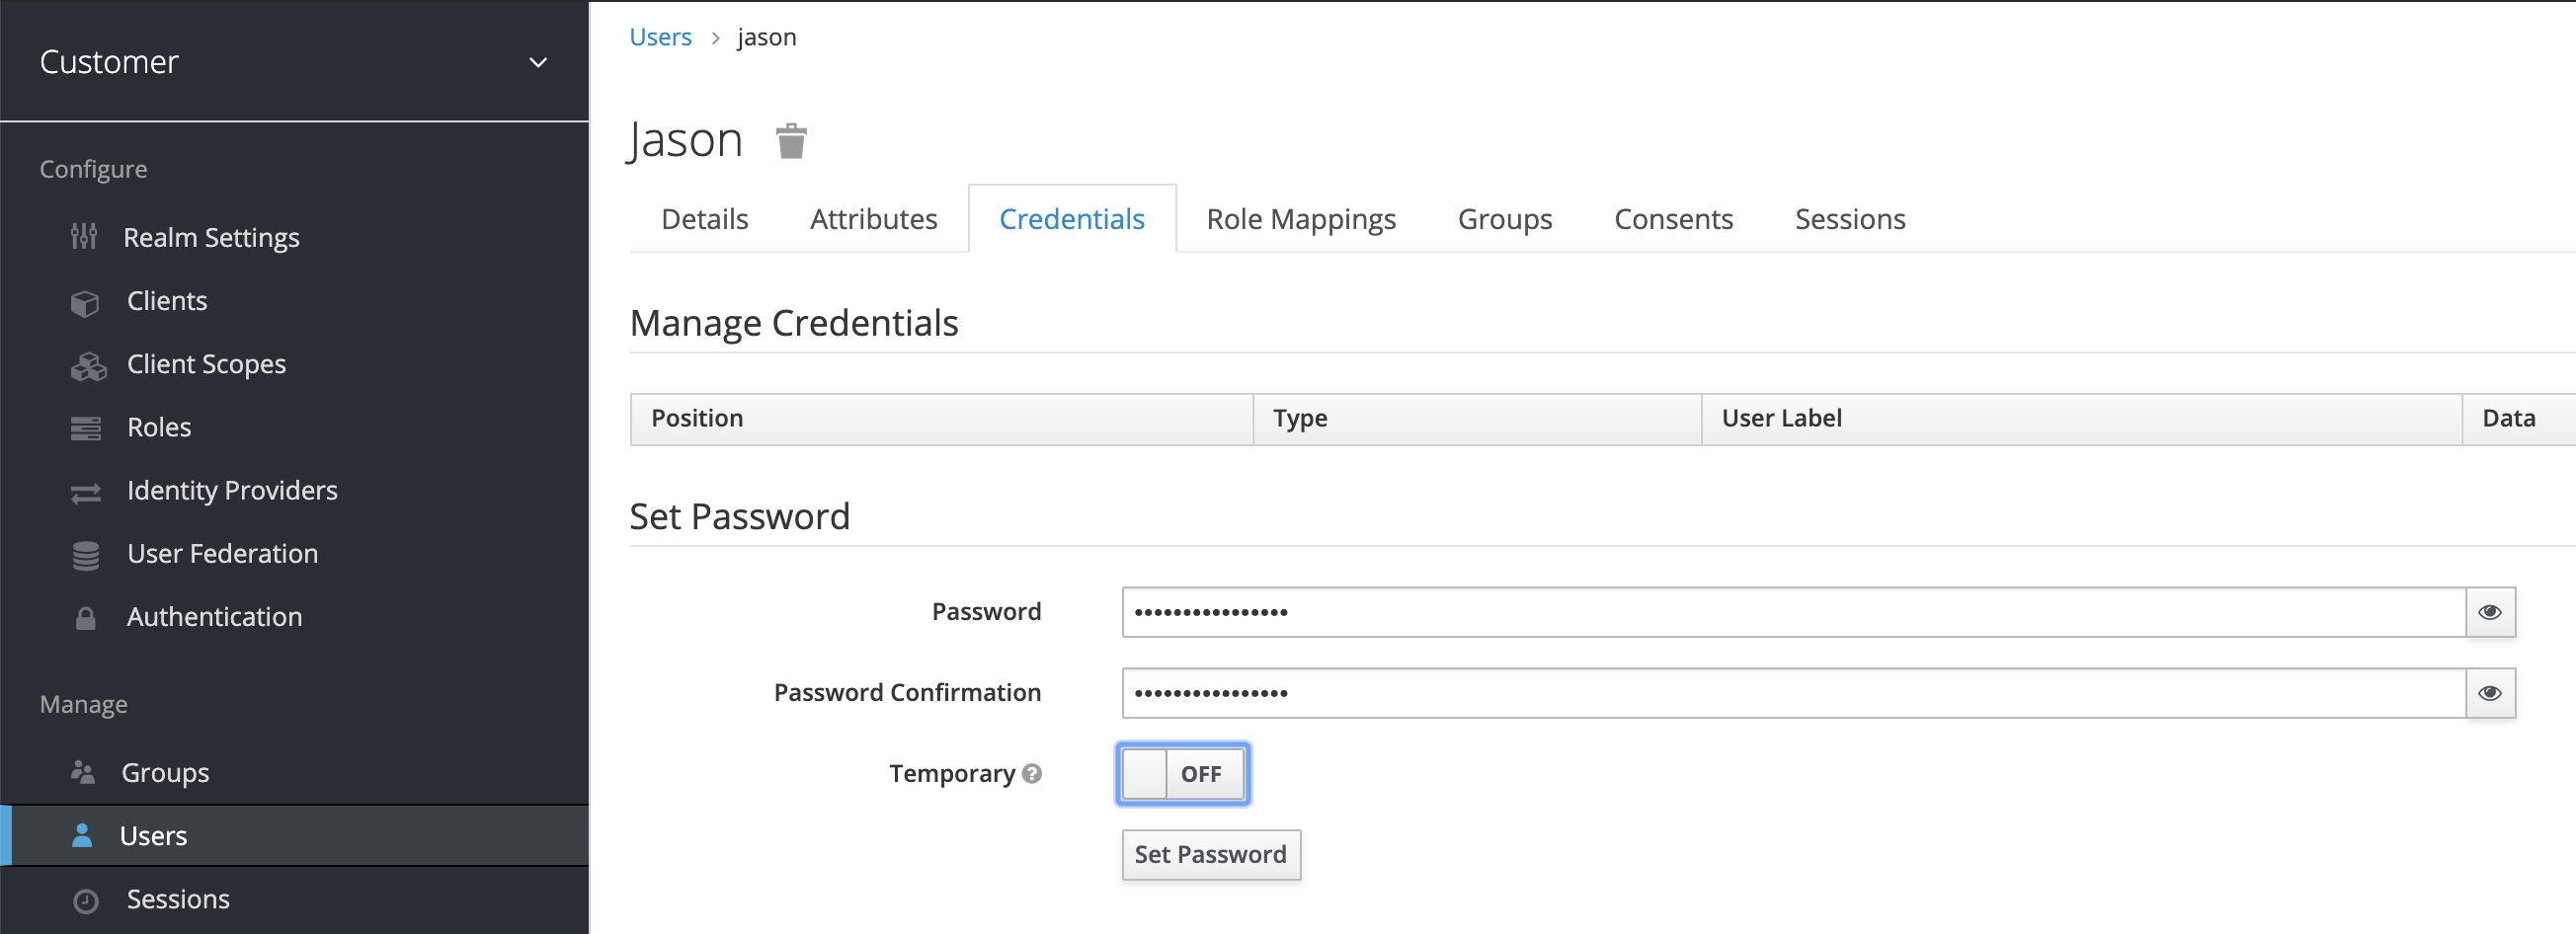 Customer
Configure
Realm Settings
Clients
Client Scopes
Roles
Identity Providers
User Federation
Authentication
Manage
Groups
Users
Sessions
Users > jason
Jason
Details Attributes Credentials Role Mappings Groups Consents Sessions
Manage Credentials
Position Type User Label Data
Set Password
Password ••••••••••••••••
Password Confirmation ••••••••••••••••
Temporary ? OFF
Set Password